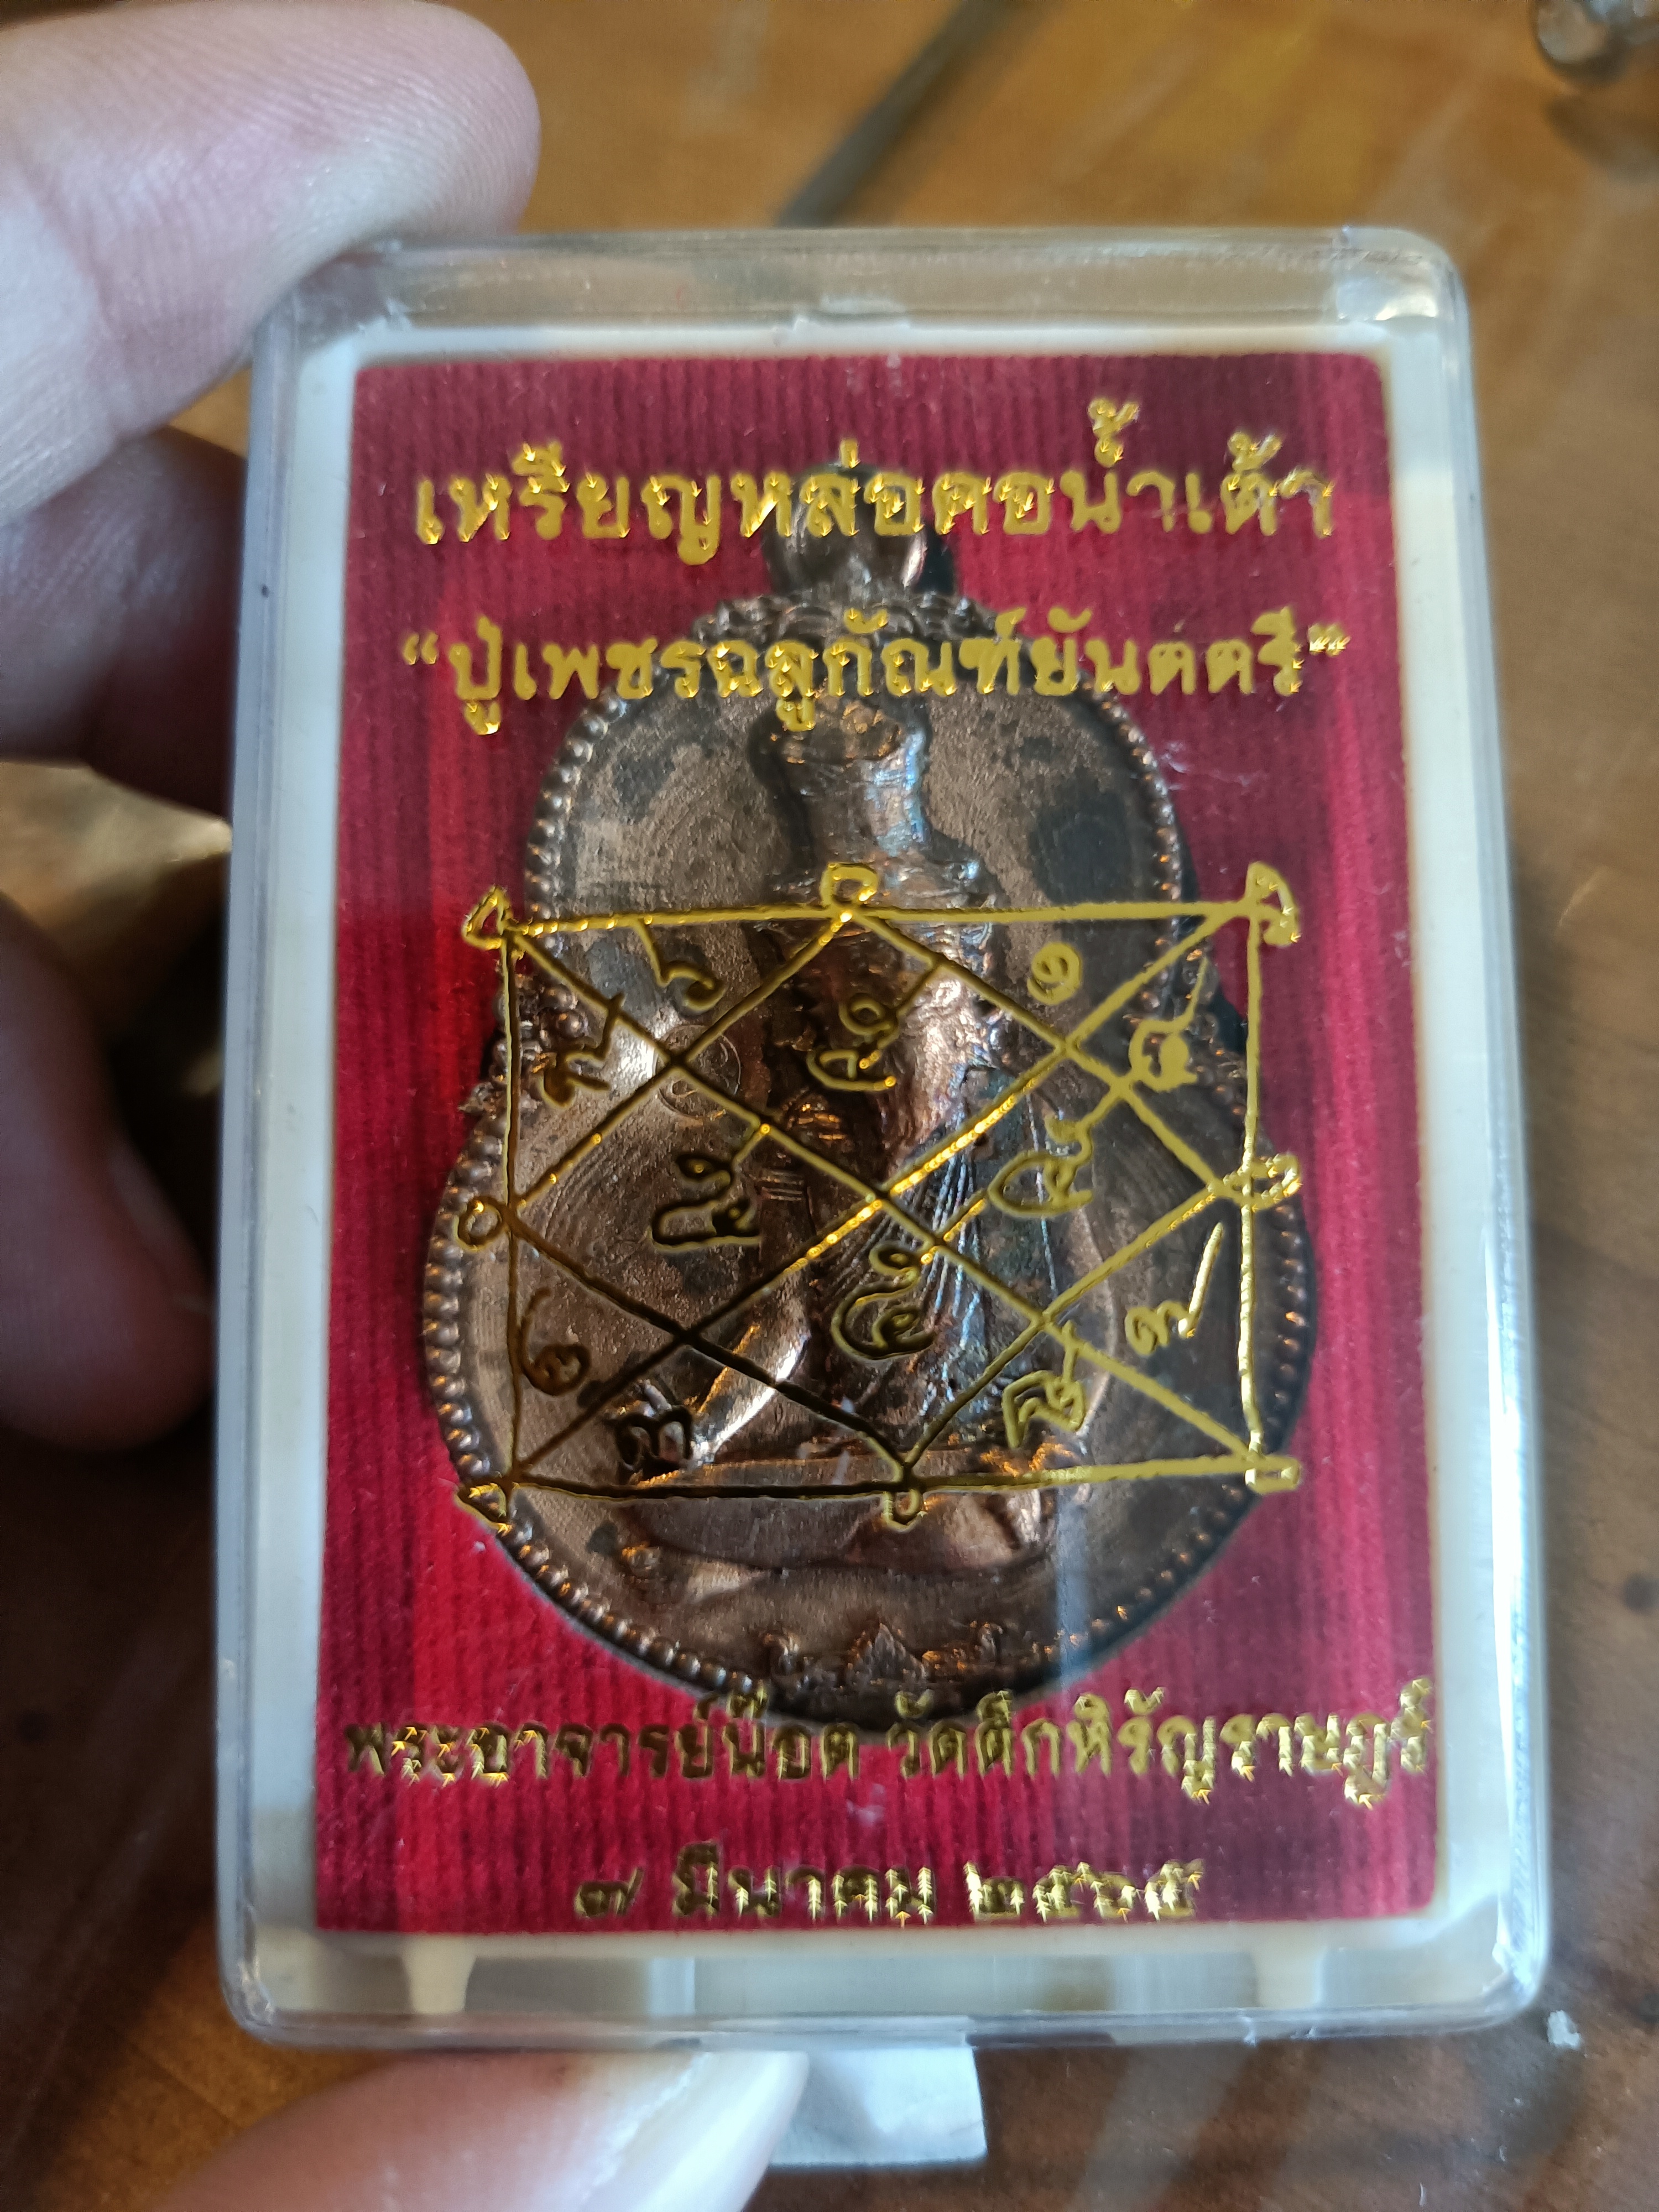 เหรียญหล่อคอน้ำเต้า
“ปู่เพชรฉลูกัณฑ์ยันตตรี”
พระอาจารย์น๊อต วัดตึกหิรัญราษฎร์
๗ มีนาคม ๒๕๖๕